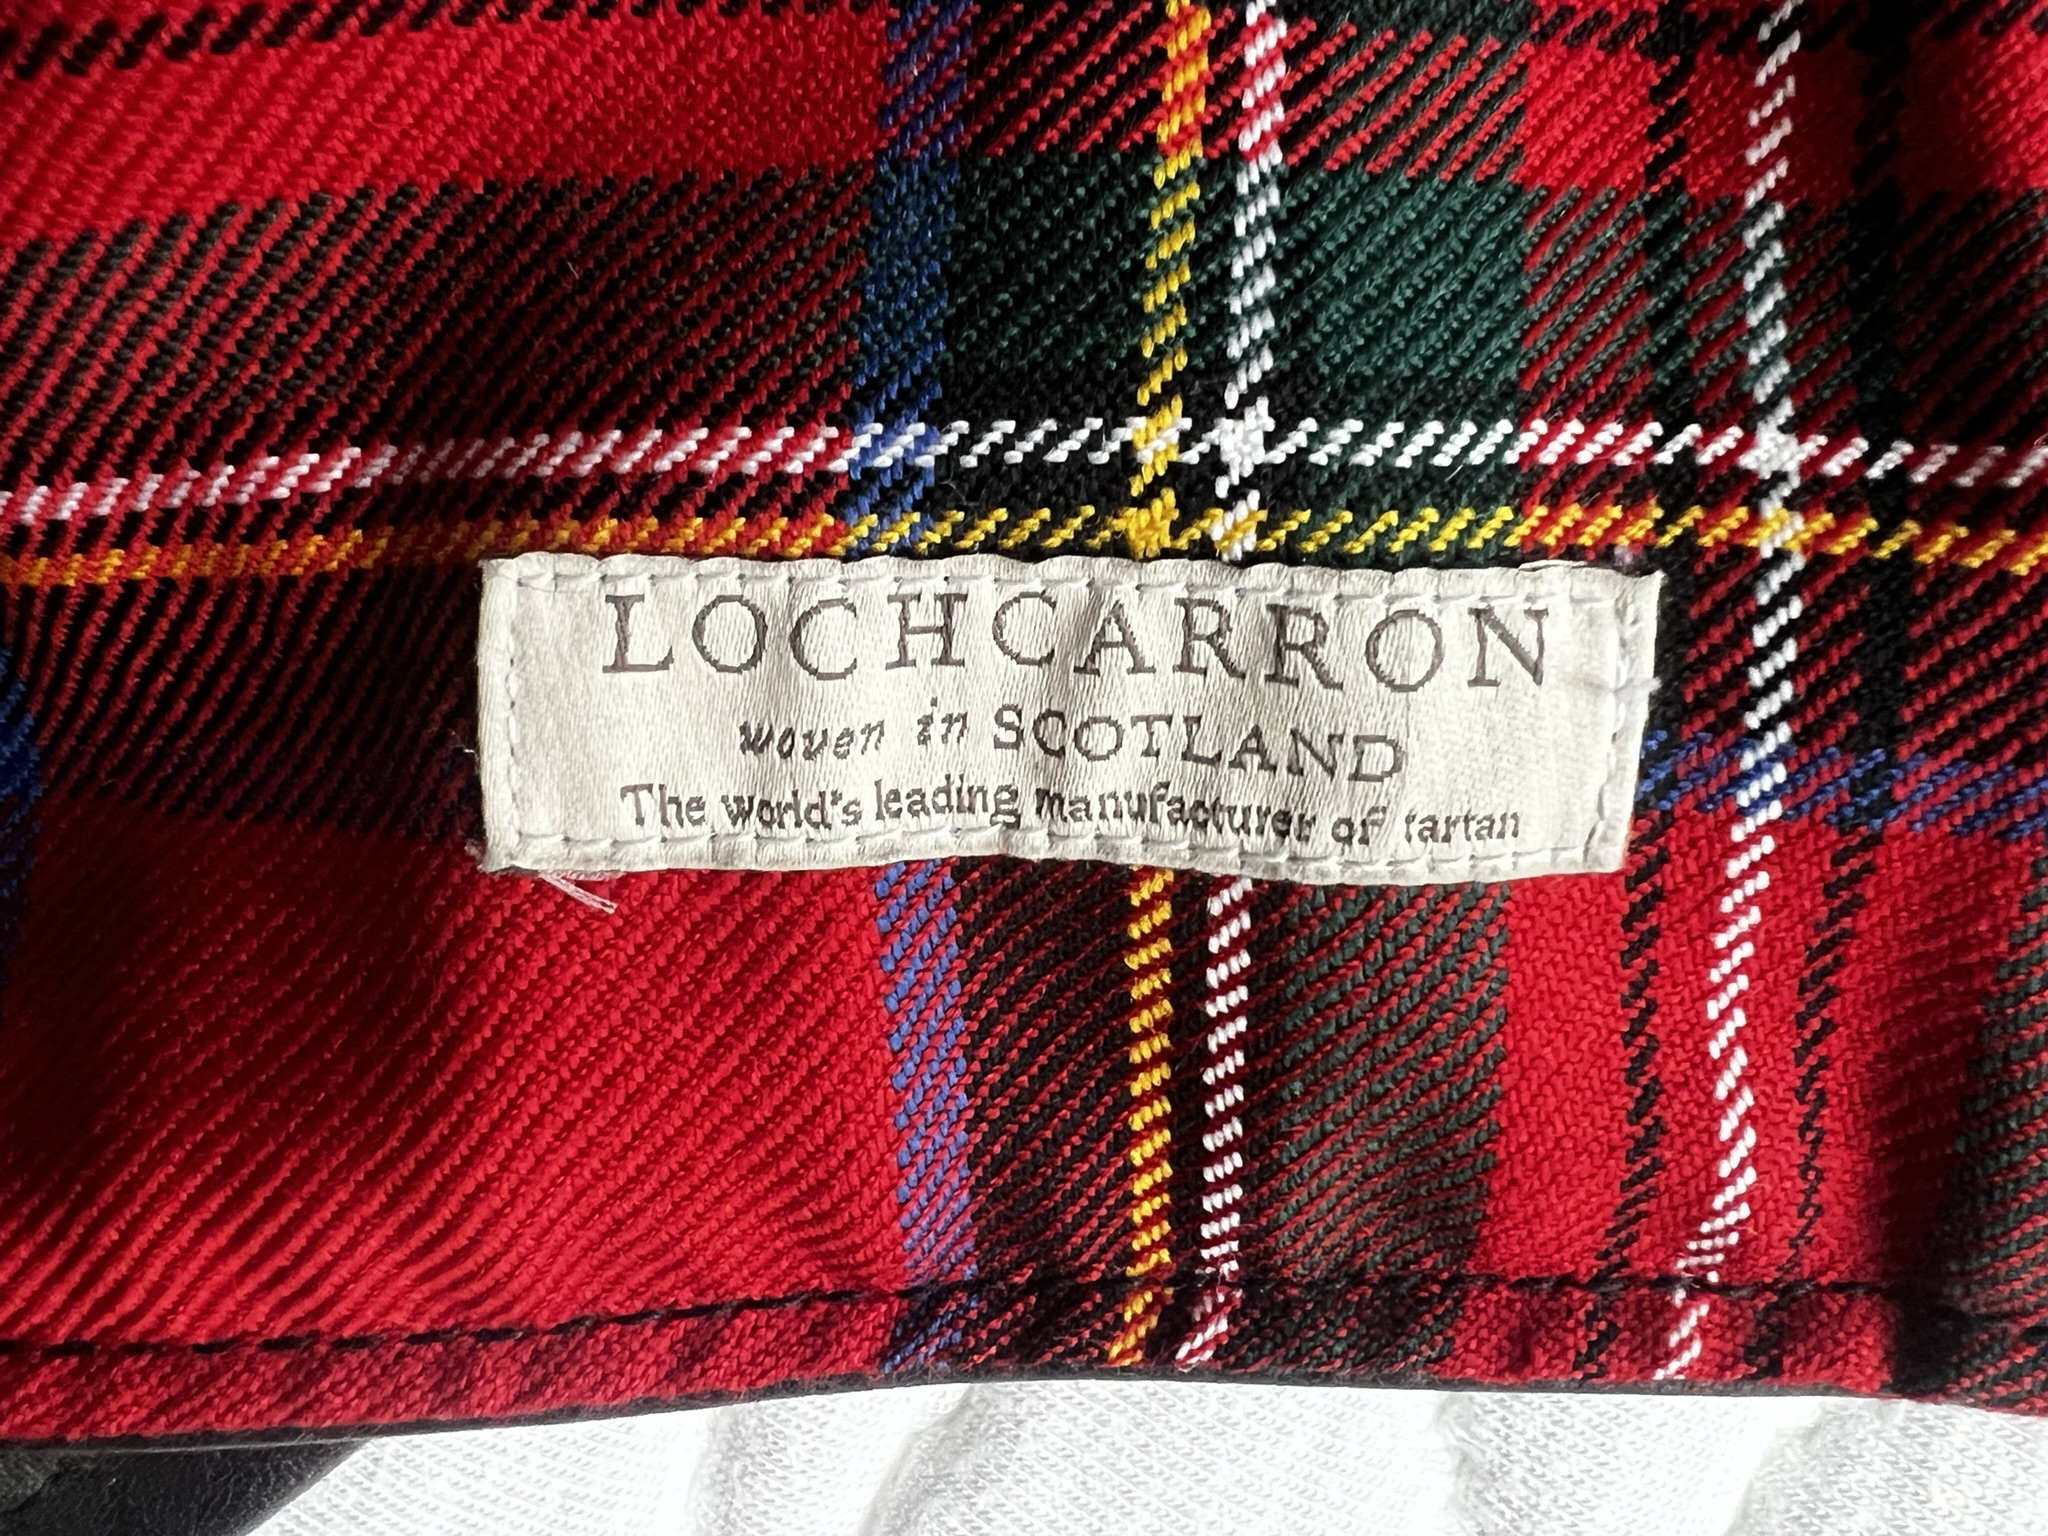 LOCHCARRON
woven in SCOTLAND
The world's leading manufacturer of tartan